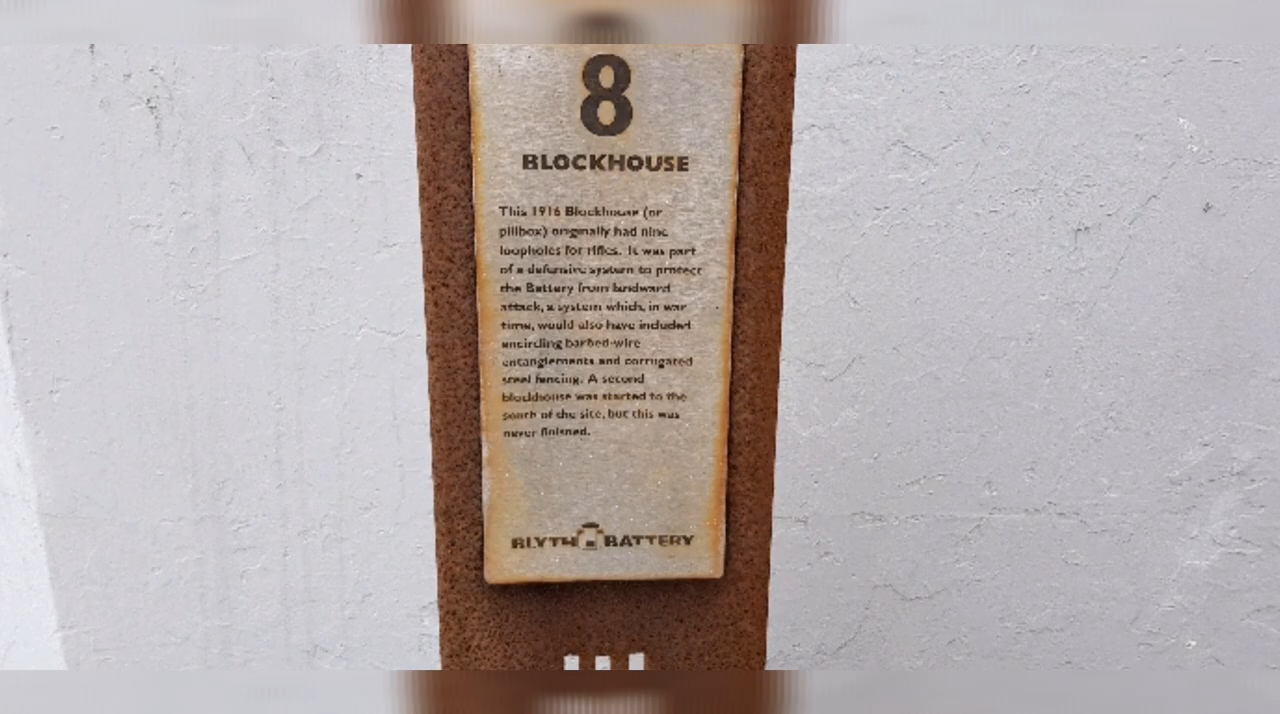 8
BLOCKHOUSE
This 1916 Blockhouse (or
pillbox) originally had nine
loopholes for rifles. It was part
of a defensive system to protect
the Battery from landward
attack, a system which, in war
time, would also have included
encircling barbed-wire
entanglements and corrugated
steel fencing. A second
blockhouse was started to the
south of the site, but this was
never finished.
BLYTH BATTERY